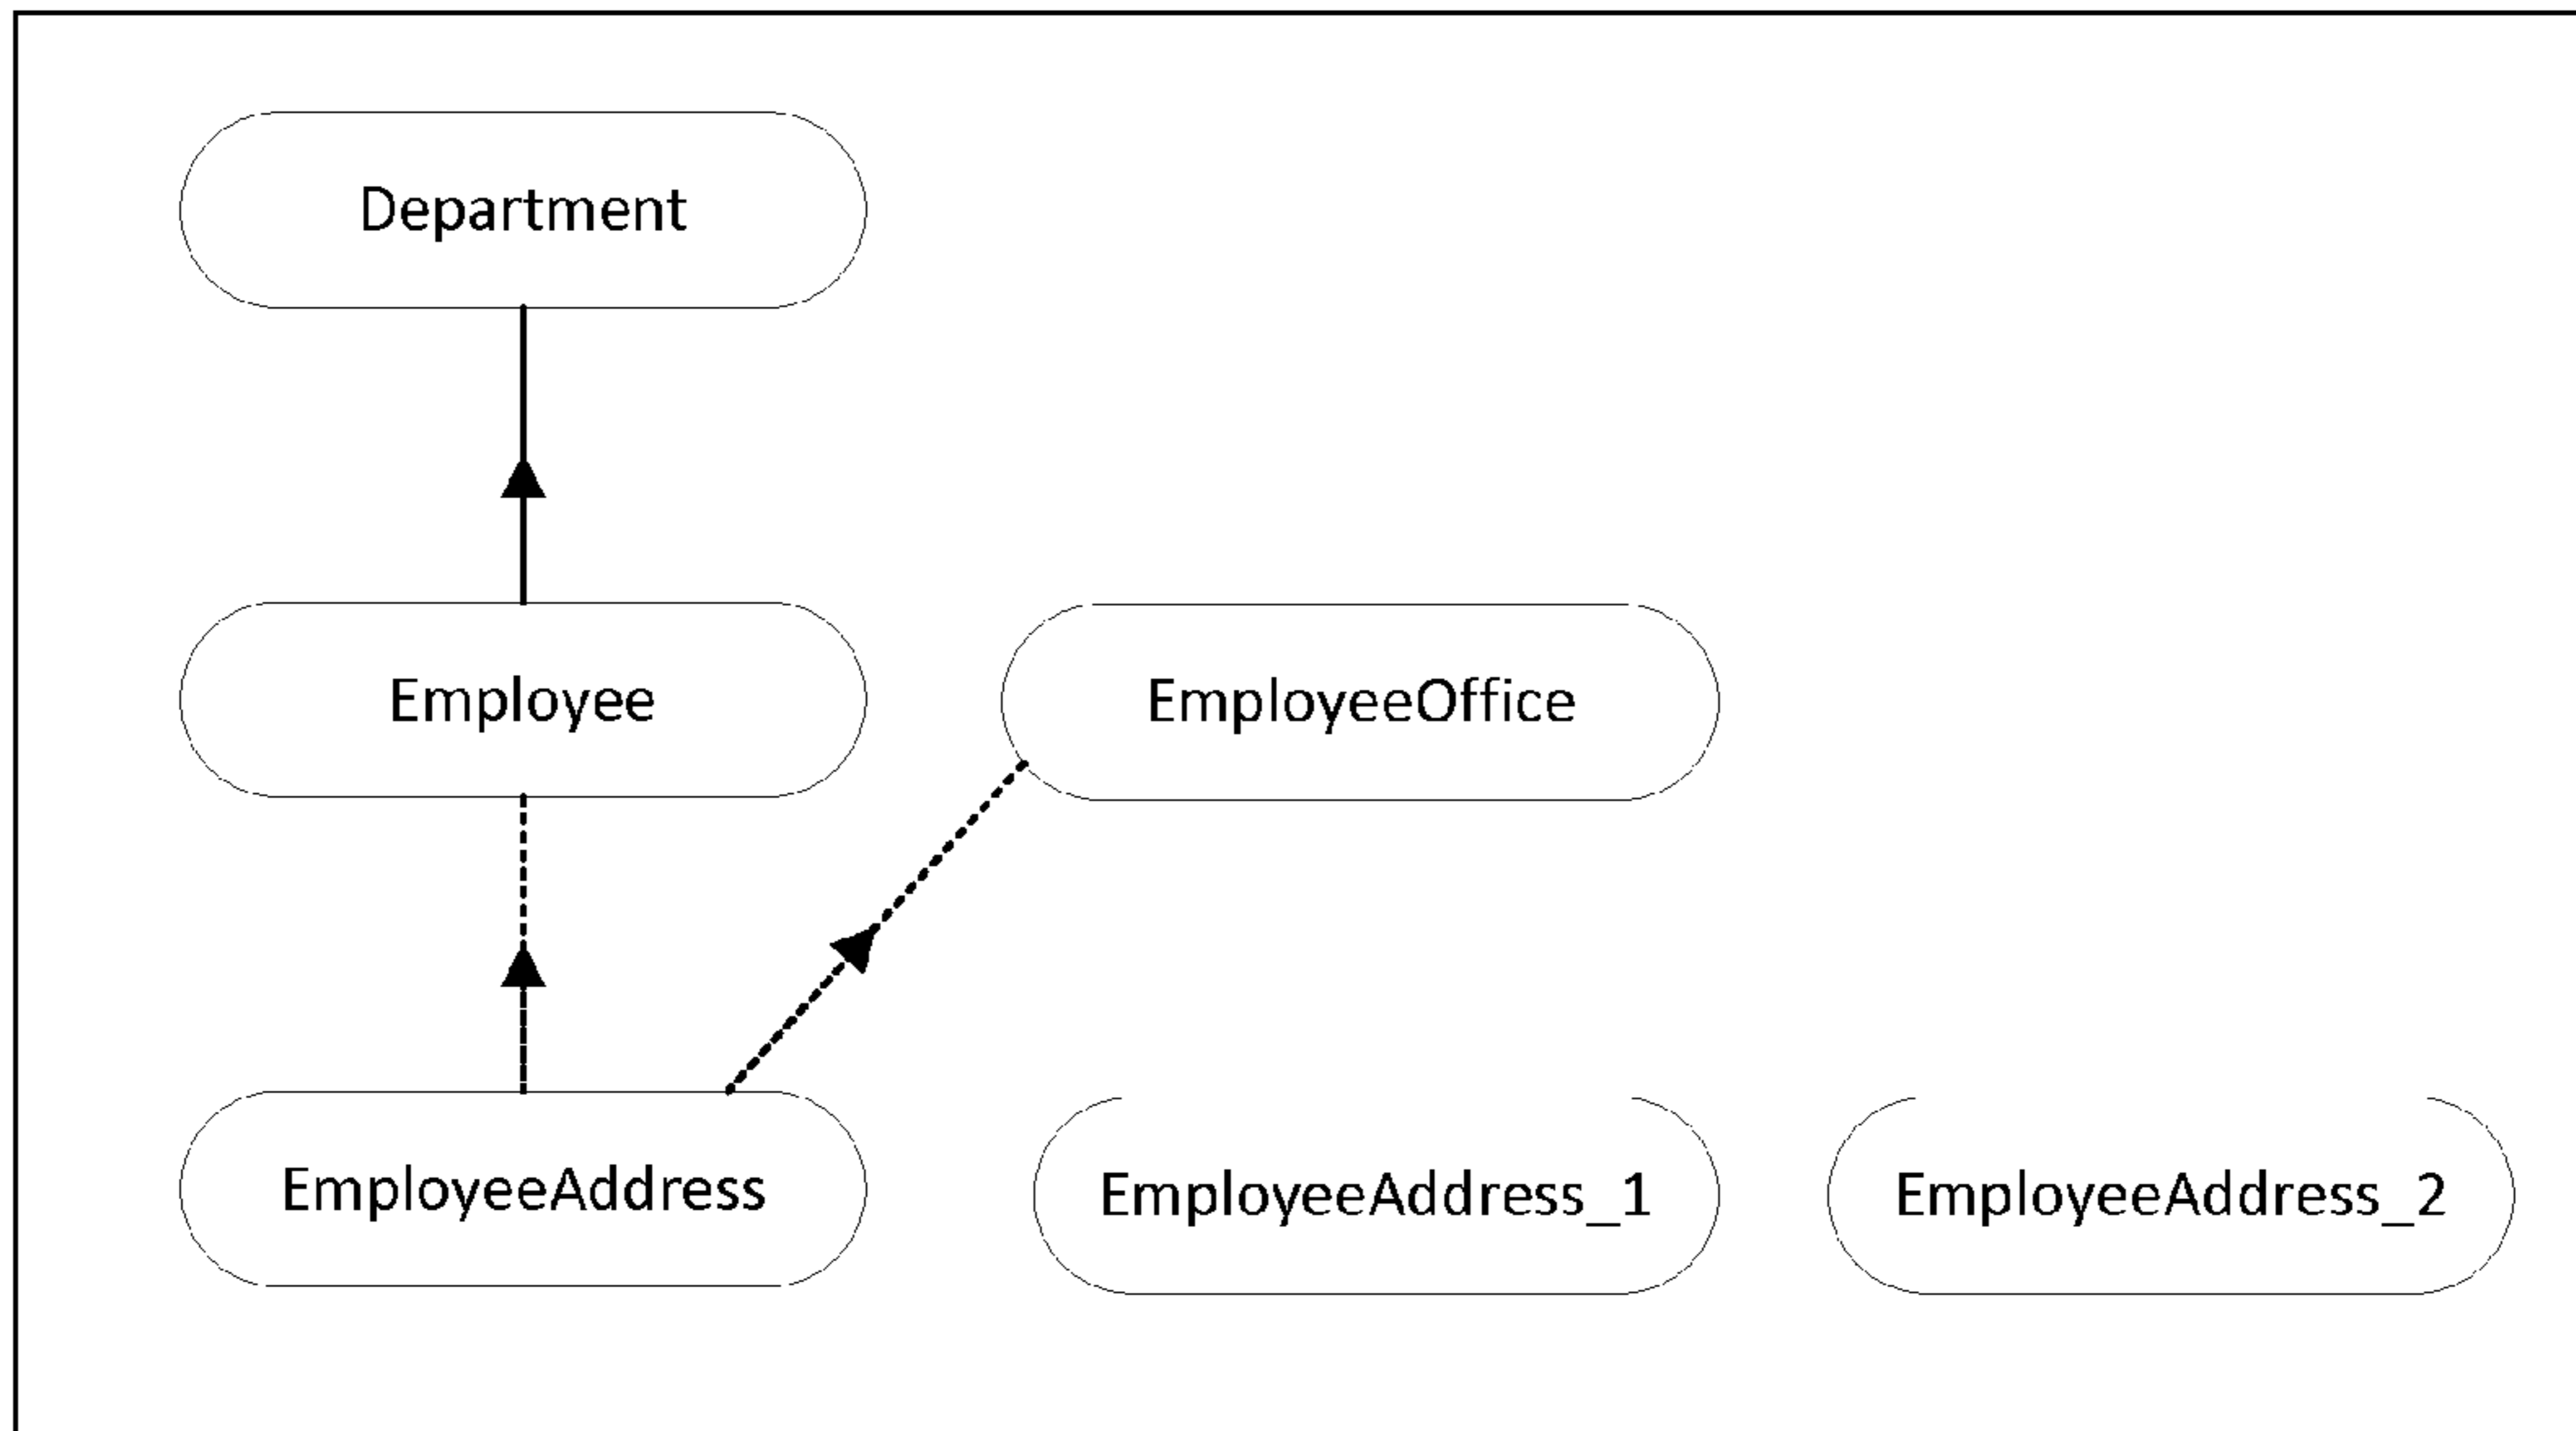 Department
Employee
EmployeeOffice
EmployeeAddress
EmployeeAddress_1
EmployeeAddress_2